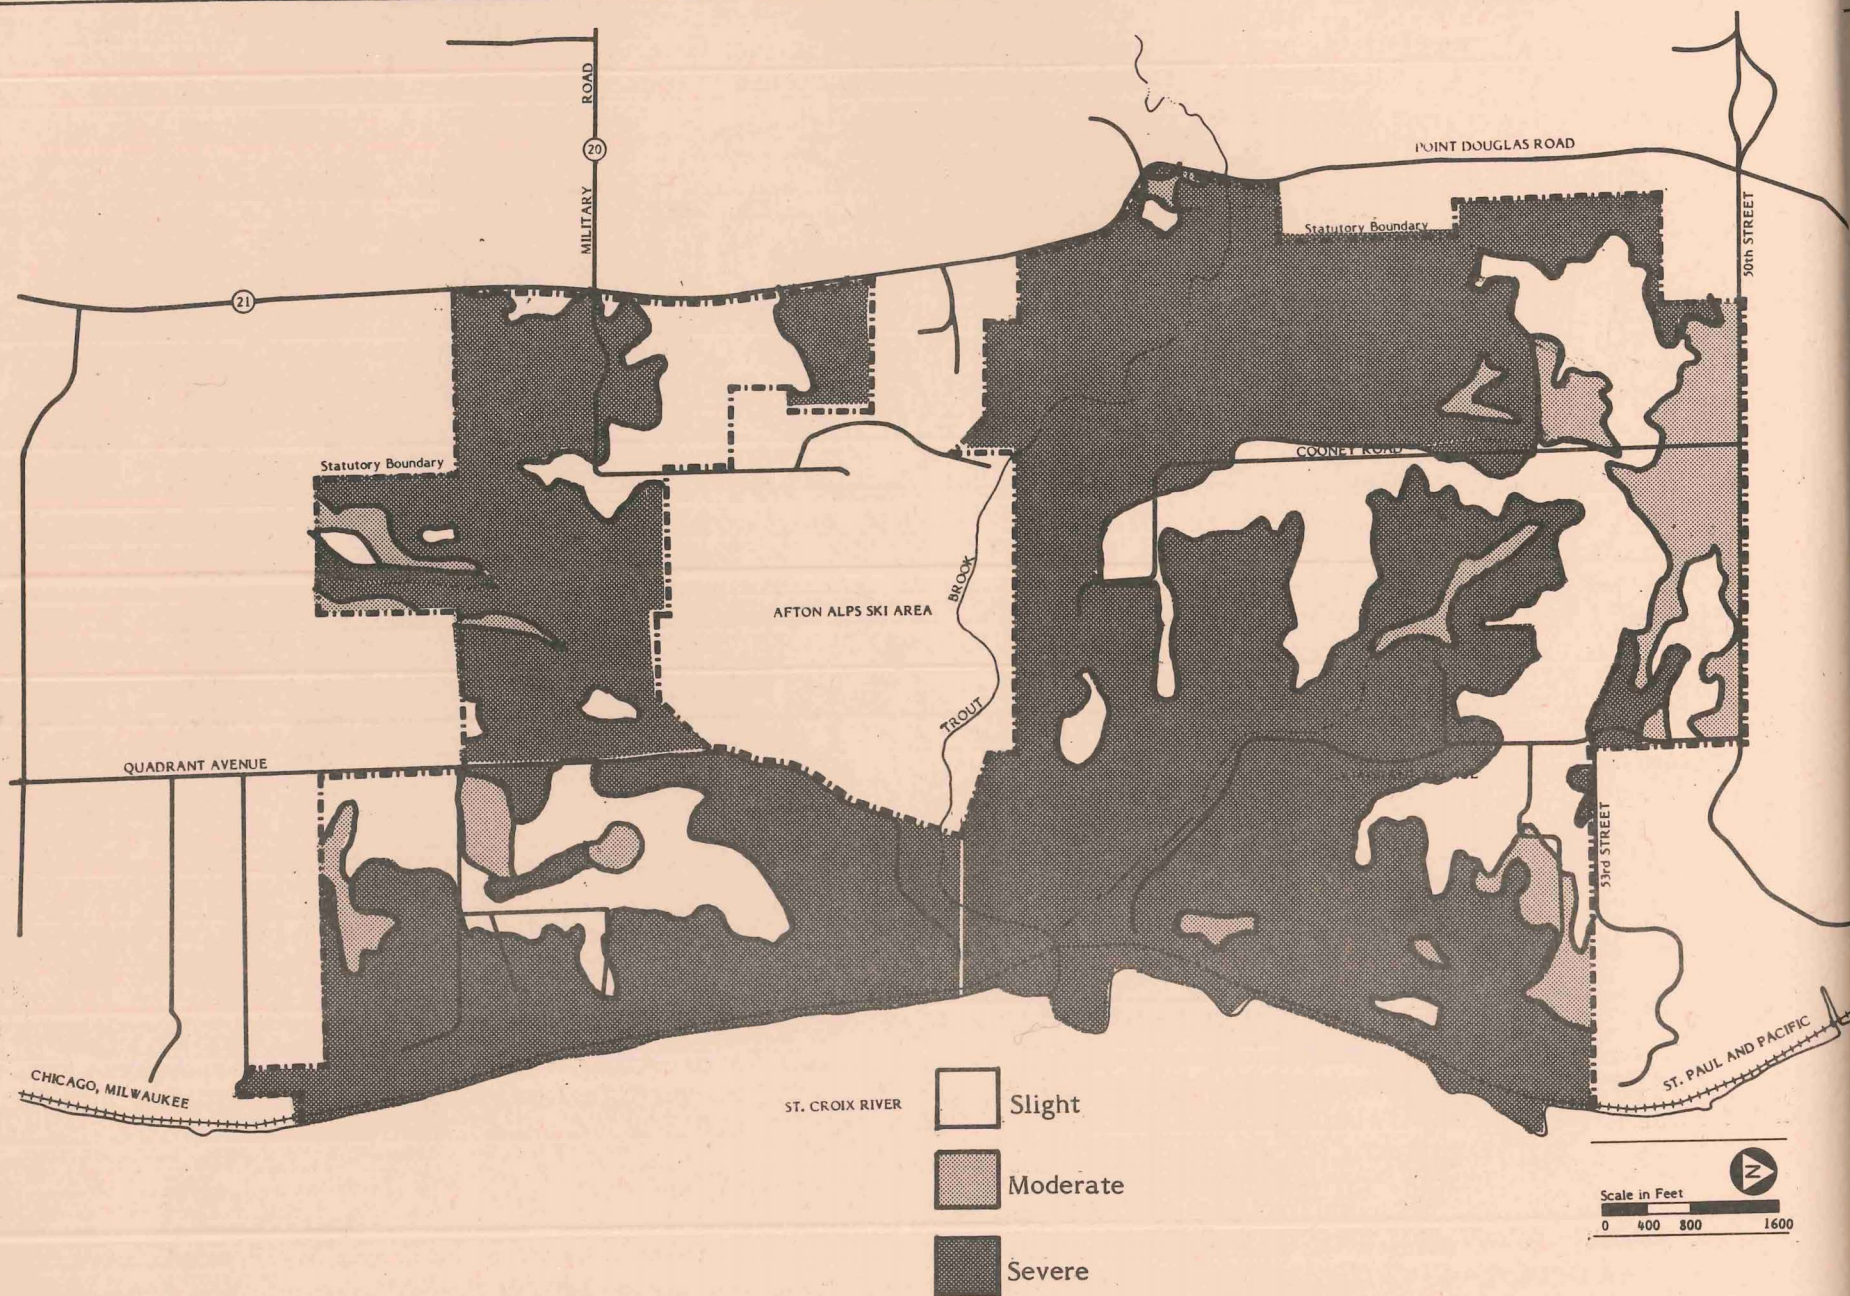 ROAD
20
MILITARY
POINT DOUGLAS ROAD
50th STREET
Statutory Boundary
21
Statutory Boundary
COONEY ROAD
BROOK
AFTON ALPS SKI AREA
TROUT
QUADRANT AVENUE
53rd STREET
CHICAGO, MILWAUKEE
ST. PAUL AND PACIFIC
ST. CROIX RIVER
Slight
Moderate
Severe
N
Scale in Feet
0 400 800 1600